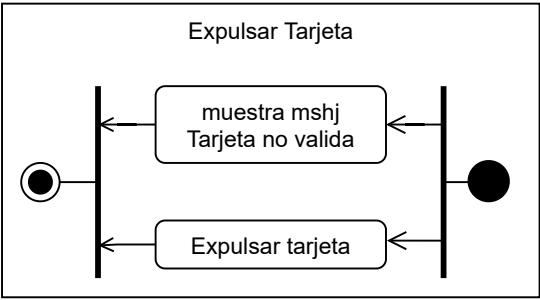 Expulsar Tarjeta
muestra mshj
Tarjeta no valida
Expulsar tarjeta